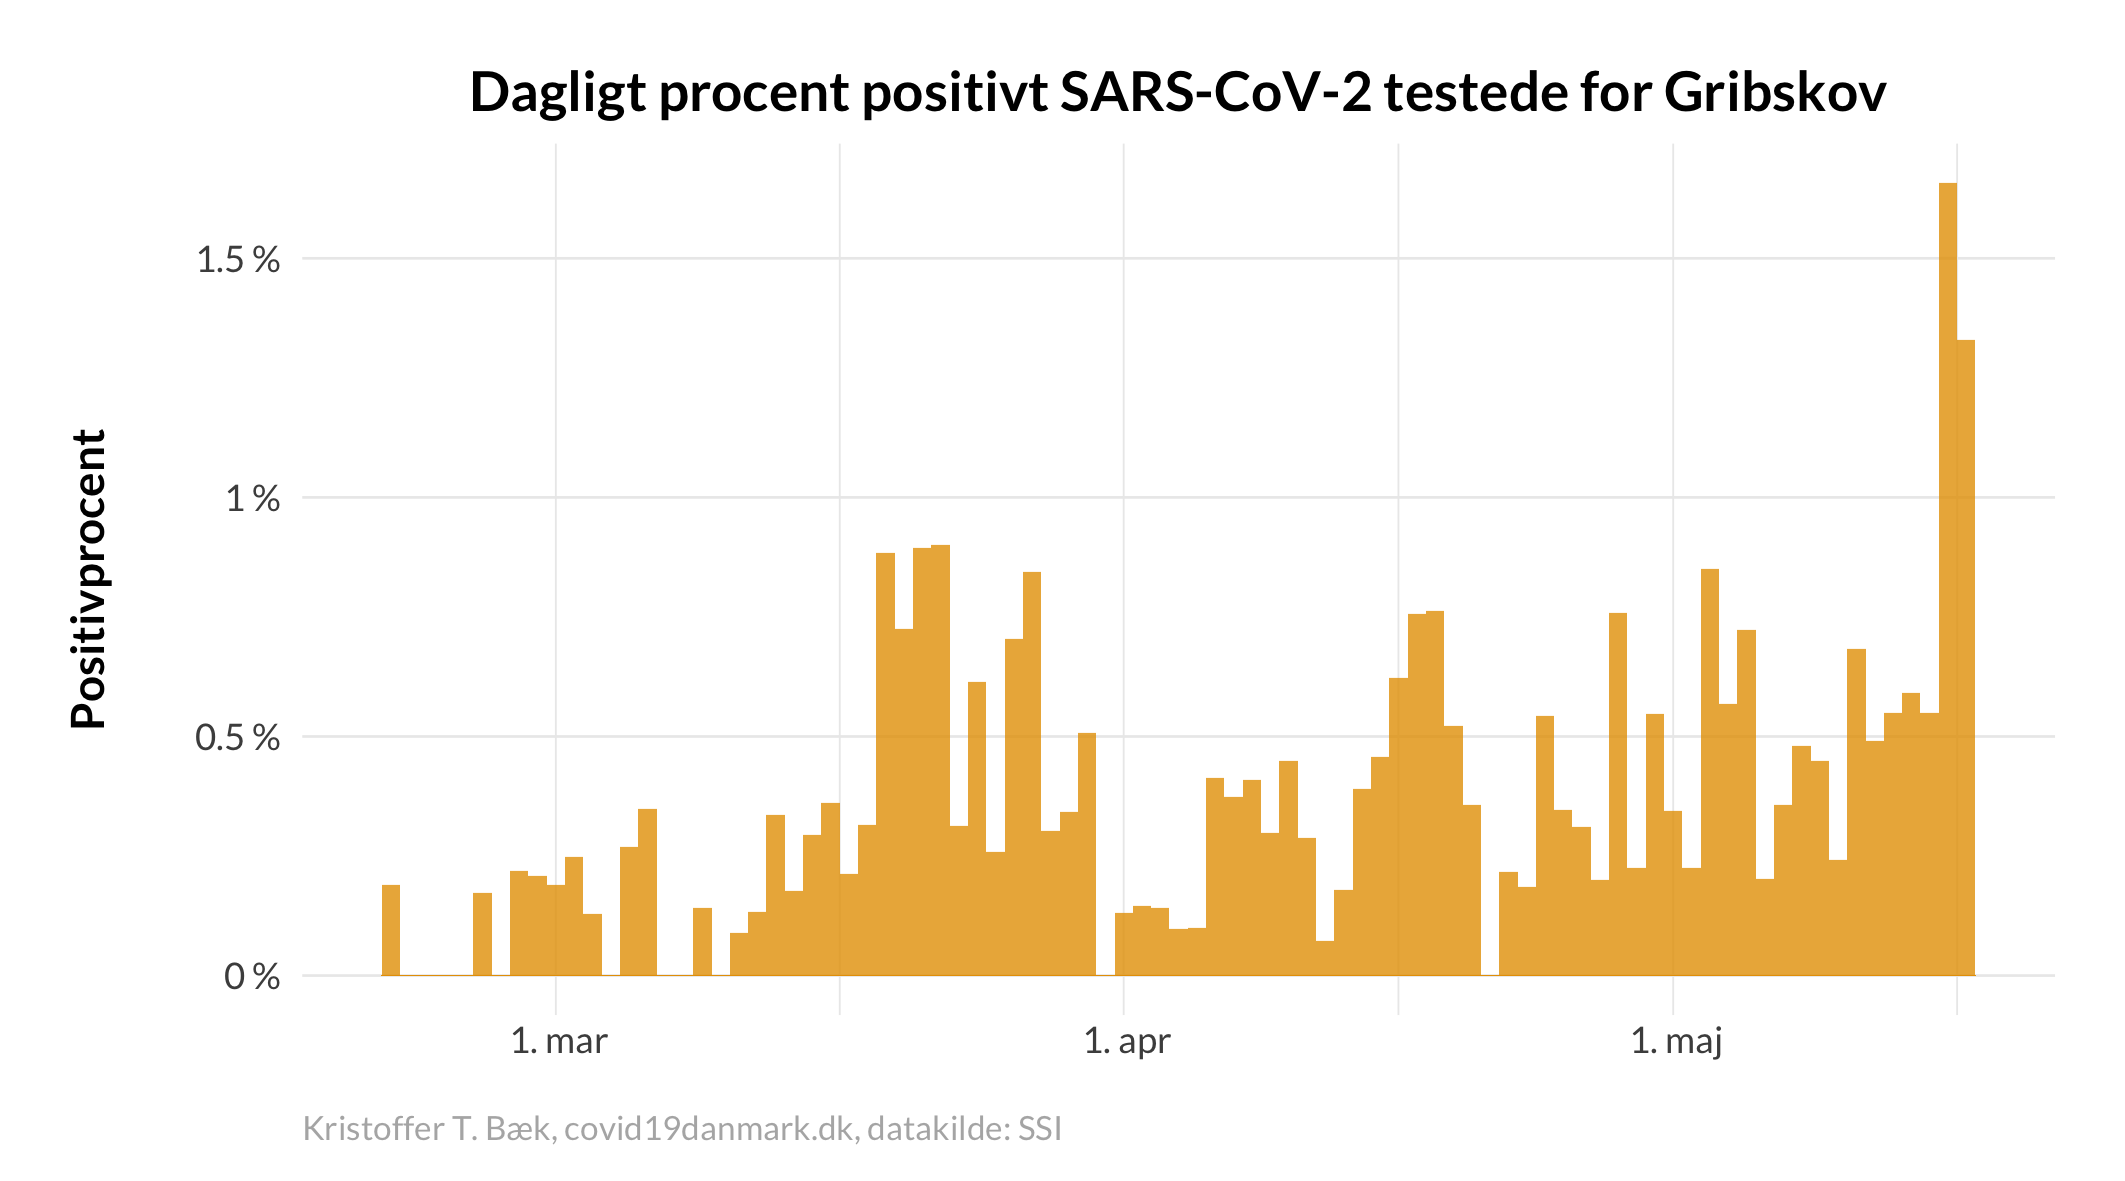 Dagligt procent positivt SARS-CoV-2 testede for Gribskov
Positivprocent
1.5 %
1 %
0.5 %
0 %
1. mar
1. apr
1. maj
Kristoffer T. Bæk, covid19danmark.dk, datakilde: SSI